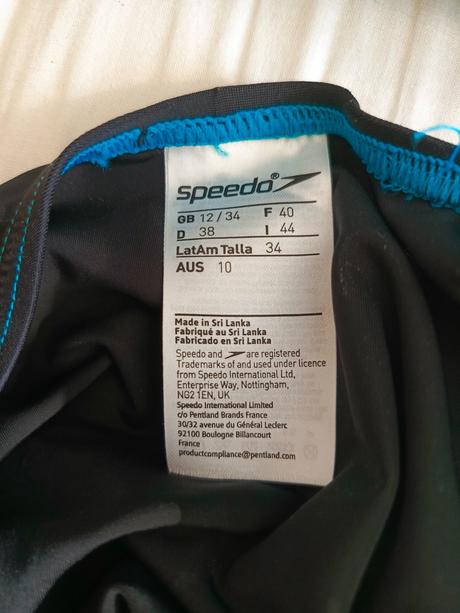 speedo®
GB 12 / 34 F 40
D 38 I 44
LatAm Talla 34
AUS 10
Made in Sri Lanka
Fabriqué au Sri Lanka
Fabricado en Sri Lanka
Speedo and are registered
Trademarks of and used under licence
from Speedo International Ltd,
Enterprise Way, Nottingham,
NG2 1EN, UK
Speedo International Limited
c/o Pentland Brands France
30/32 avenue du Général Leclerc
92100 Boulogne Billancourt
France
productcompliance@pentland.com